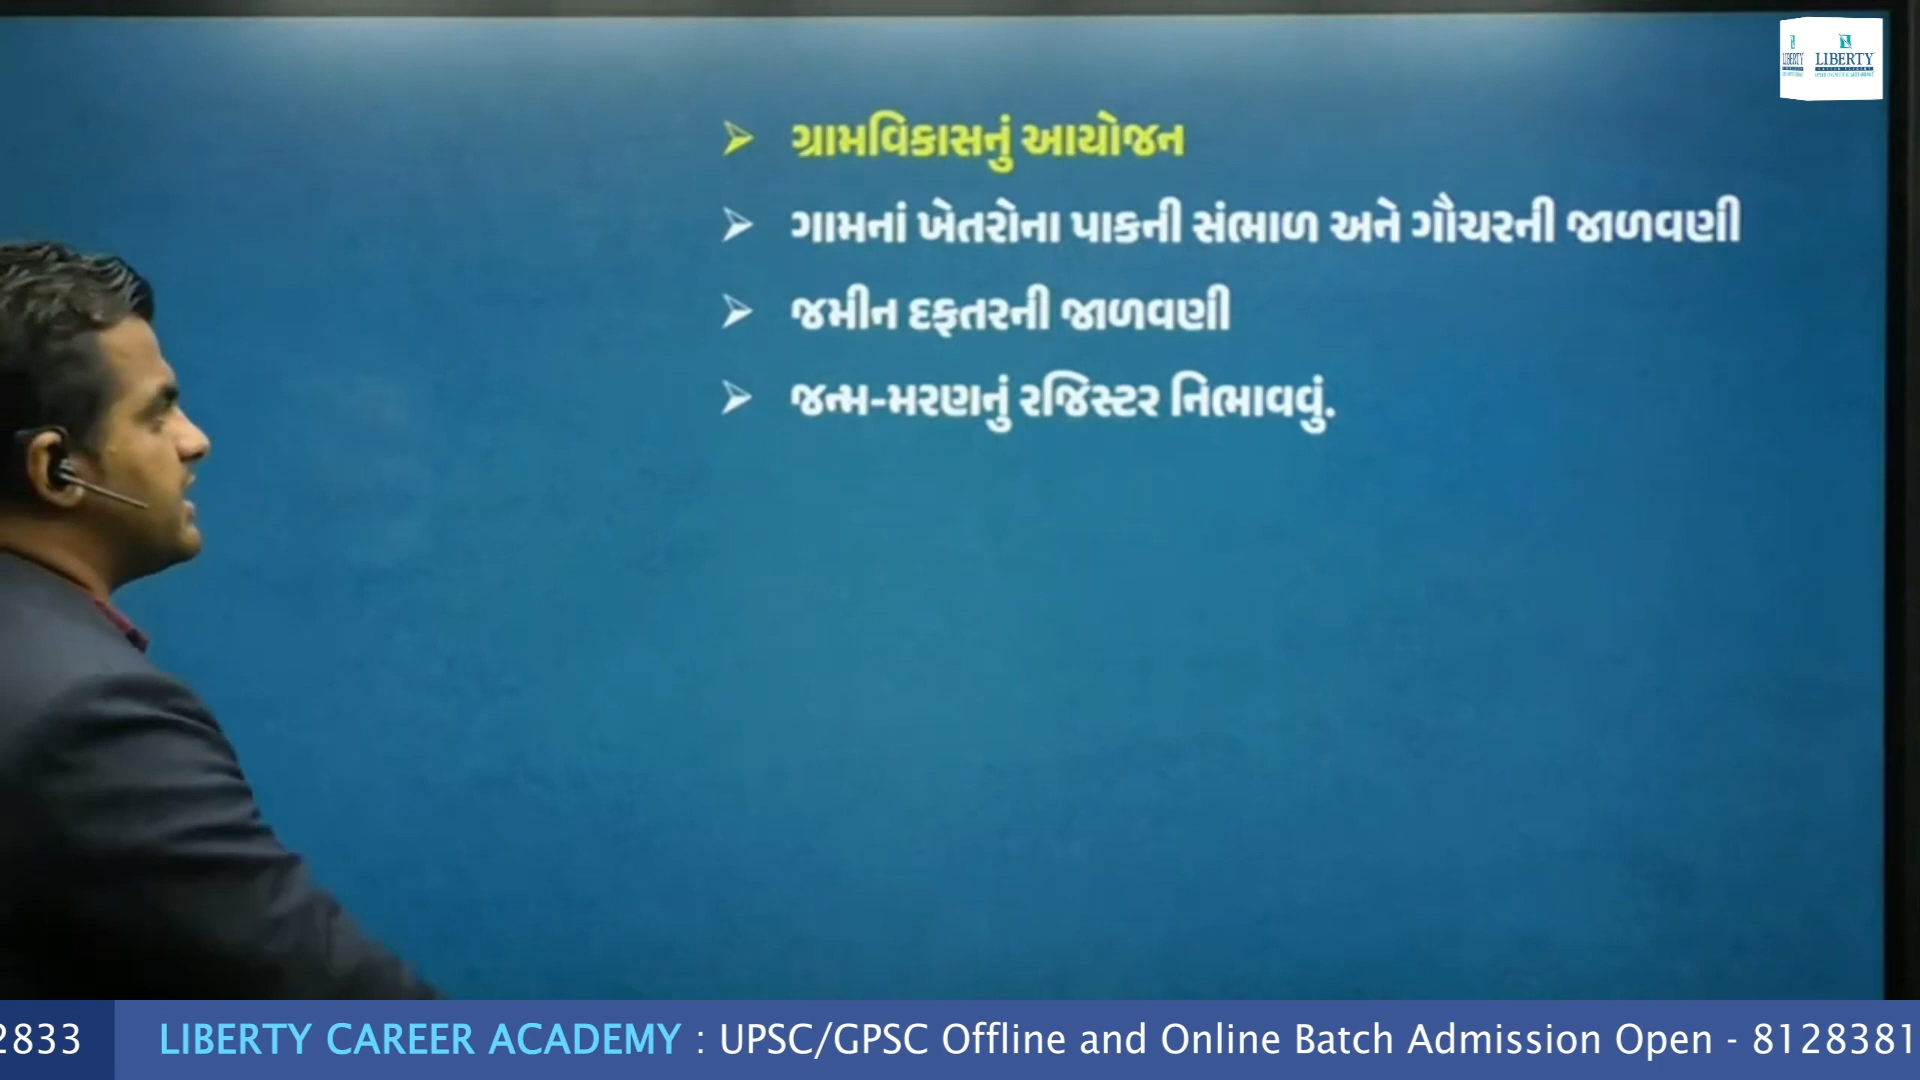 LIBERTY
LIBERTY
➢ ગ્રામવિકાસનું આયોજન
➢ ગામનાં ખેતરોના પાકની સંભાળ અને ગૌચરની જાળવણી
➢ જમીન દફતરની જાળવણી
➢ જન્મ-મરણનું રજિસ્ટર નિભાવવું.
2833 LIBERTY CAREER ACADEMY : UPSC/GPSC Offline and Online Batch Admission Open - 8128381